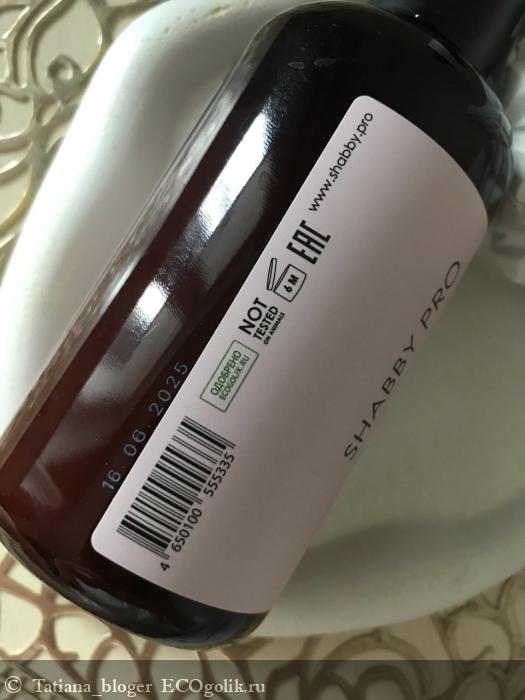 www.shabby.pro
EAC
6 M
NOT
TESTED
ON ANIMALS
ОДОБРЕНО
ECOGOLIK.RU
4 650100 555335
SHABBY PRO
16 06 2025
© Tatiana_bloger ECOgolik.ru